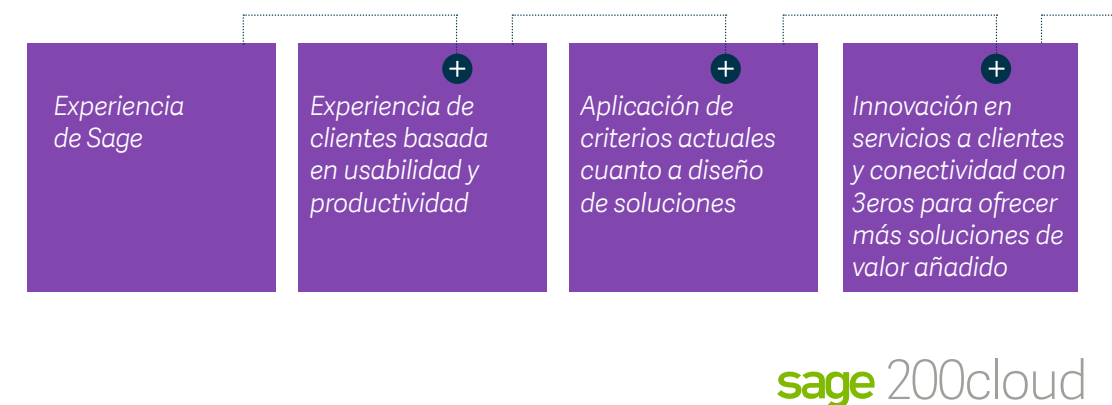 Experiencia
de Sage
Experiencia de
clientes basada
en usabilidad y
productividad
Aplicación de
criterios actuales
cuanto a diseño
de soluciones
Innovación en
servicios a clientes
y conectividad con
3eros para ofrecer
más soluciones de
valor añadido
sage 200cloud